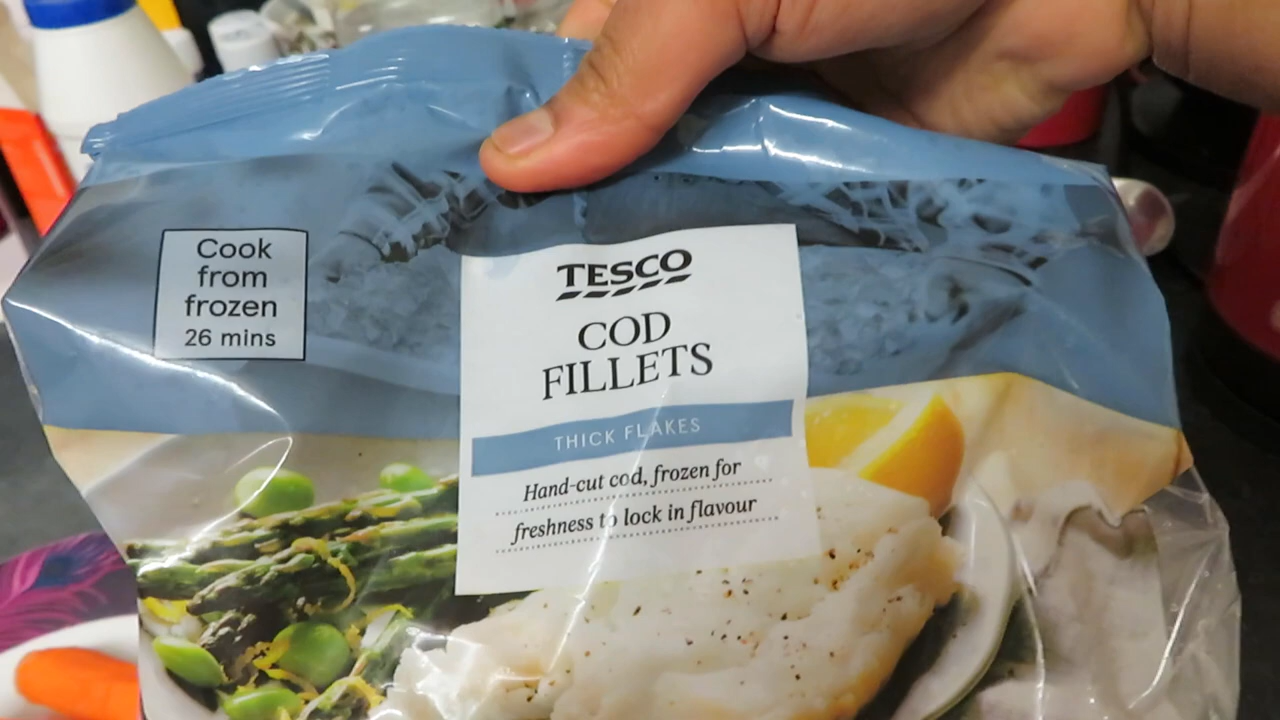 Cook
from
frozen
26 mins
TESCO
COD
FILLETS
THICK FLAKES
Hand-cut cod, frozen for
freshness to lock in flavour